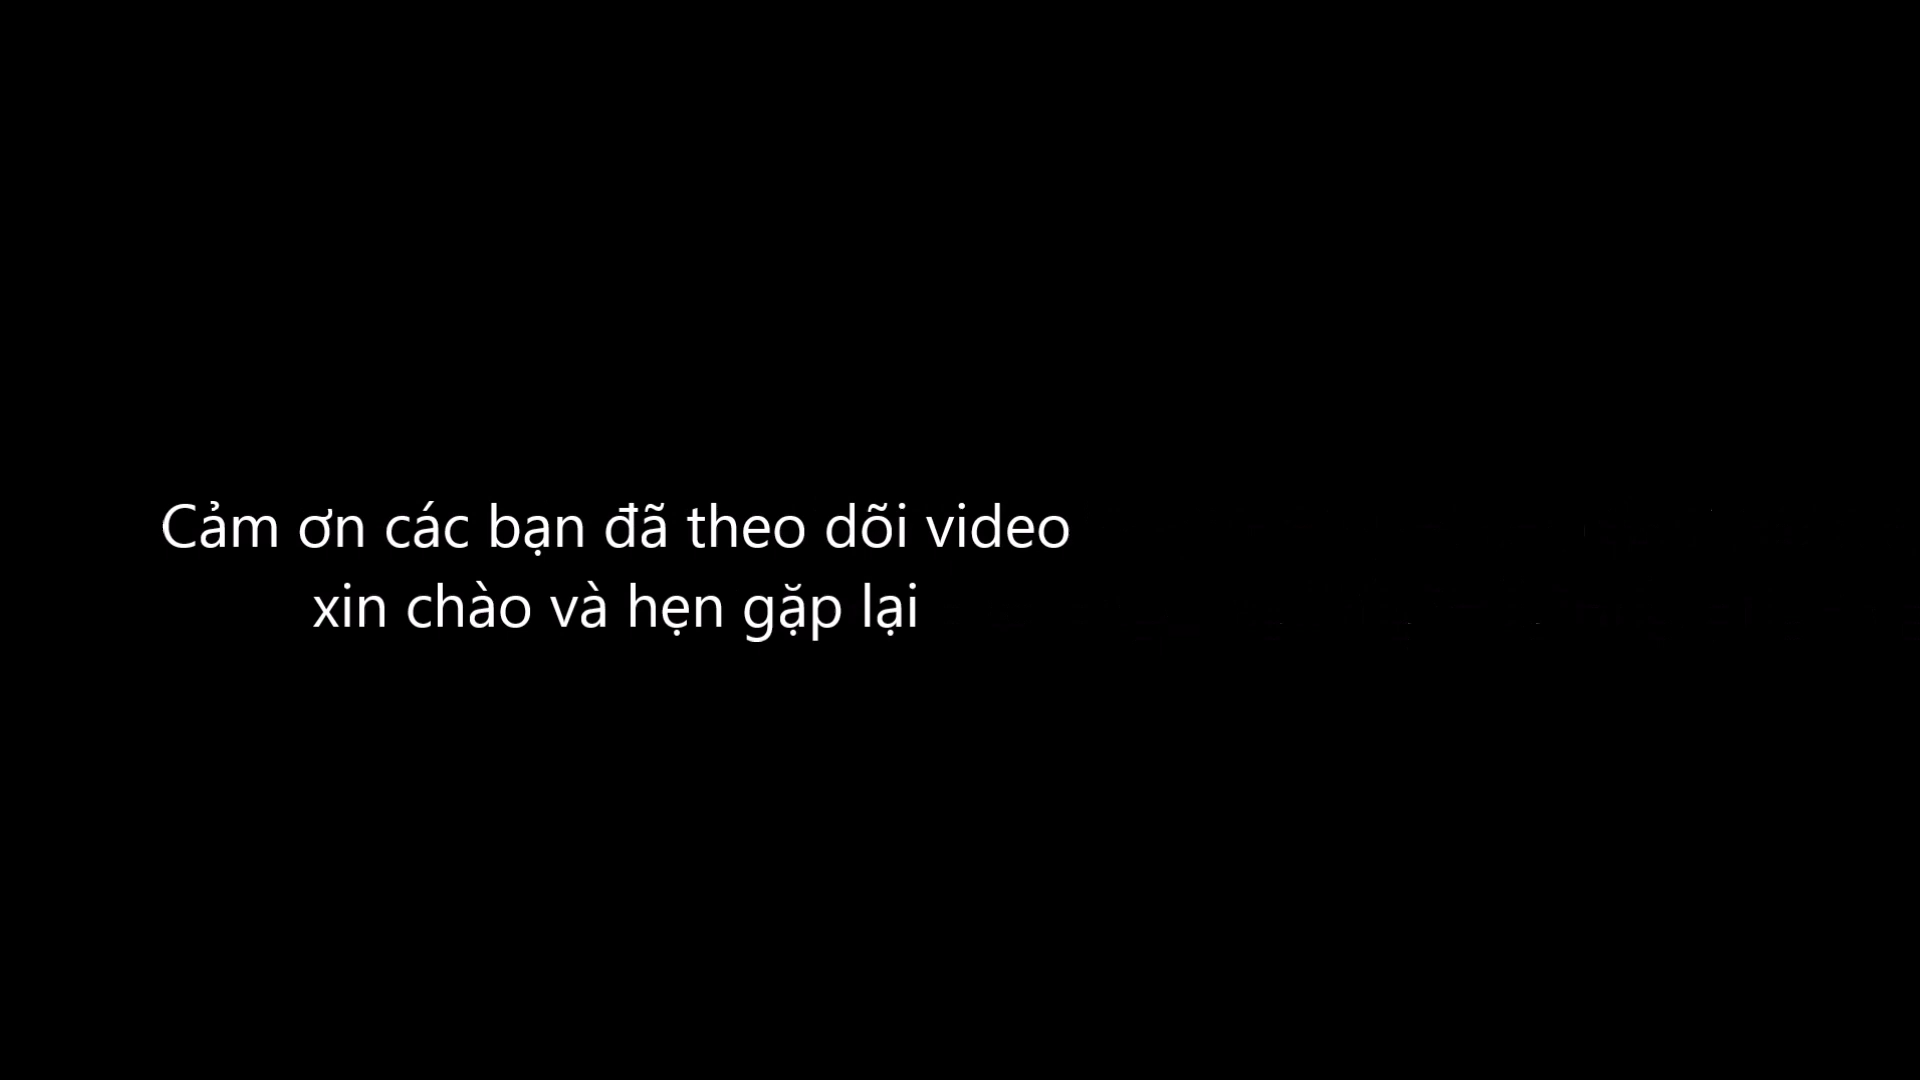 Cảm ơn các bạn đã theo dõi video
xin chào và hẹn gặp lại